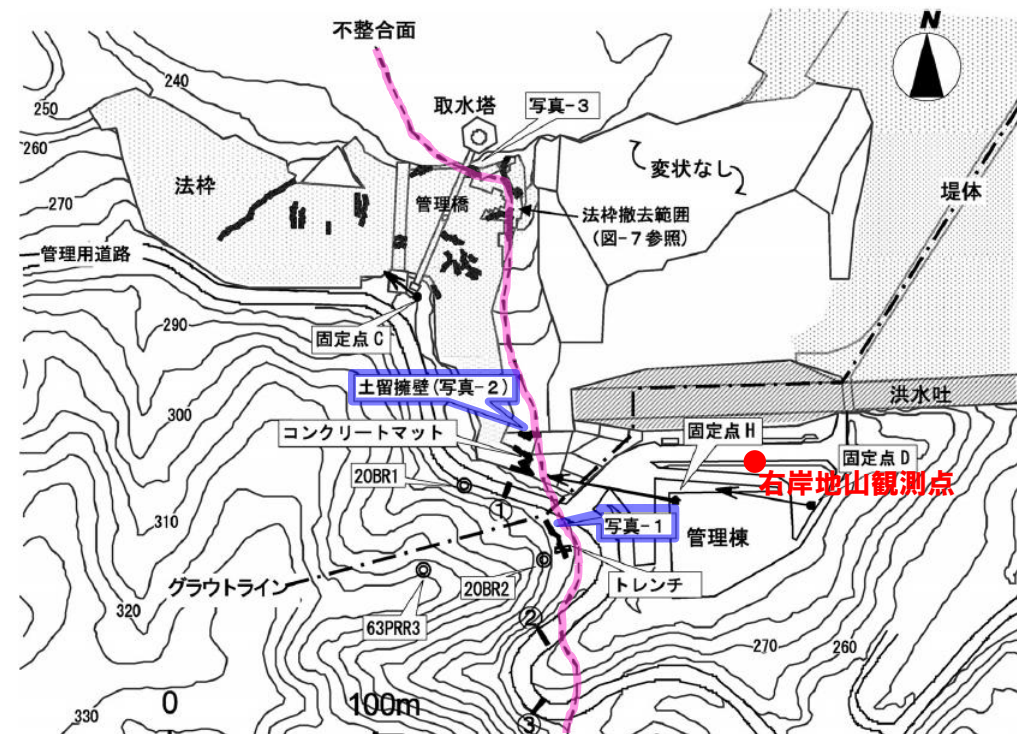 不整合面
N
240
250
取水塔
写真-3
260
法枠
管理橋
変状なし
堤体
270
法枠撤去範囲
(図-7参照)
管理用道路
290
固定点C
土留擁壁(写真-2)
洪水吐
300
コンクリートマット
固定点H
20BR1
固定点D
右岸地山観測点
①
310
写真-1
管理棟
グラウトライン
20BR2
トレンチ
320
63PRR3
②
270
260
330
0
100m
③